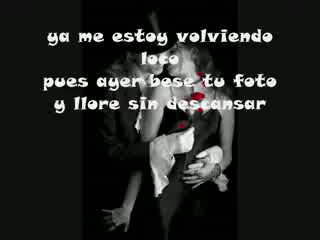 ya me estoy volviendo
loco
pues ayer bese tu foto
y llore sin descansar